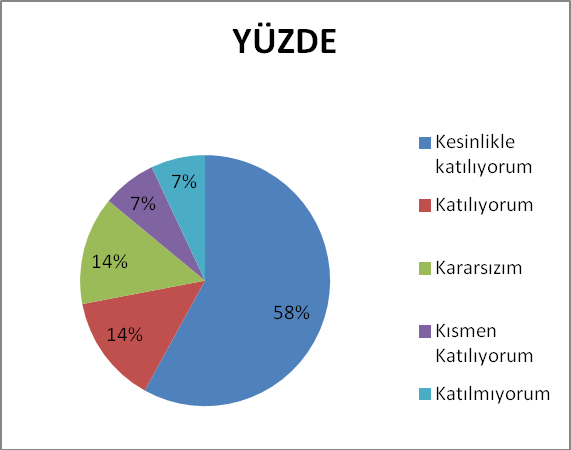 YÜZDE
Kesinlikle
katılıyorum
Katılıyorum
Kararsızım
Kısmen
Katılıyorum
Katılmıyorum
7%
7%
14%
14%
58%